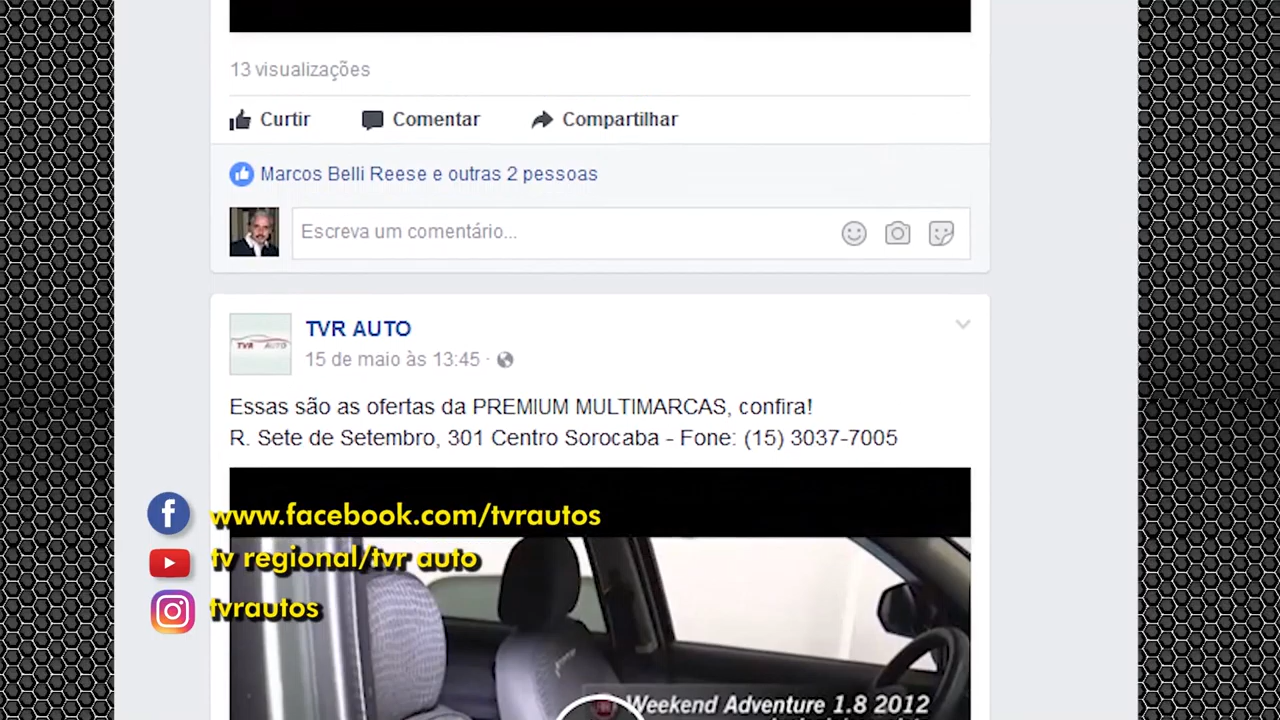 13 visualizações
Curtir Comentar Compartilhar
Marcos Belli Reese e outras 2 pessoas
Escreva um comentário...
TVR AUTO
TVR AUTO
15 de maio às 13:45 ·
Essas são as ofertas da PREMIUM MULTIMARCAS, confira!
R. Sete de Setembro, 301 Centro Sorocaba - Fone: (15) 3037-7005
www.facebook.com/tvrautos
tv regional/tvr auto
tvrautos
Weekend Adventure 1.8 2012